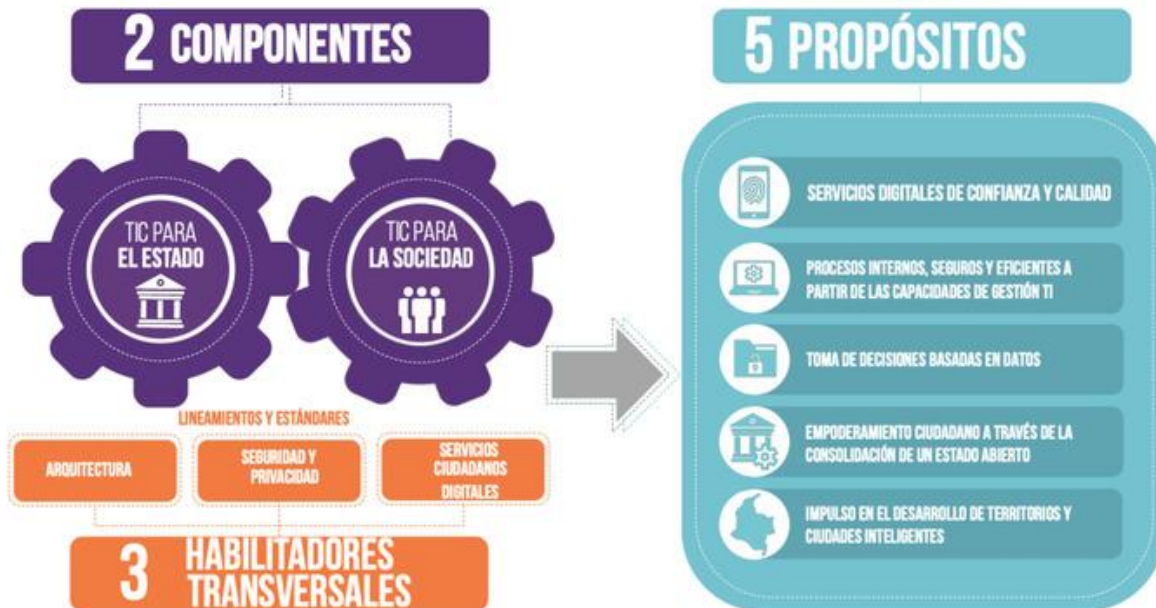 2 COMPONENTES
TIC PARA
EL ESTADO
TIC PARA
LA SOCIEDAD
LINEAMIENTOS Y ESTÁNDARES
ARQUITECTURA
SEGURIDAD Y
PRIVACIDAD
SERVICIOS
CIUDADANOS
DIGITALES
3 HABILITADORES
TRANSVERSALES
5 PROPÓSITOS
SERVICIOS DIGITALES DE CONFIANZA Y CALIDAD
PROCESOS INTERNOS, SEGUROS Y EFICIENTES A
PARTIR DE LAS CAPACIDADES DE GESTIÓN TI
TOMA DE DECISIONES BASADAS EN DATOS
EMPODERAMIENTO CIUDADANO A TRAVÉS DE LA
CONSOLIDACIÓN DE UN ESTADO ABIERTO
IMPULSO EN EL DESARROLLO DE TERRITORIOS Y
CIUDADES INTELIGENTES